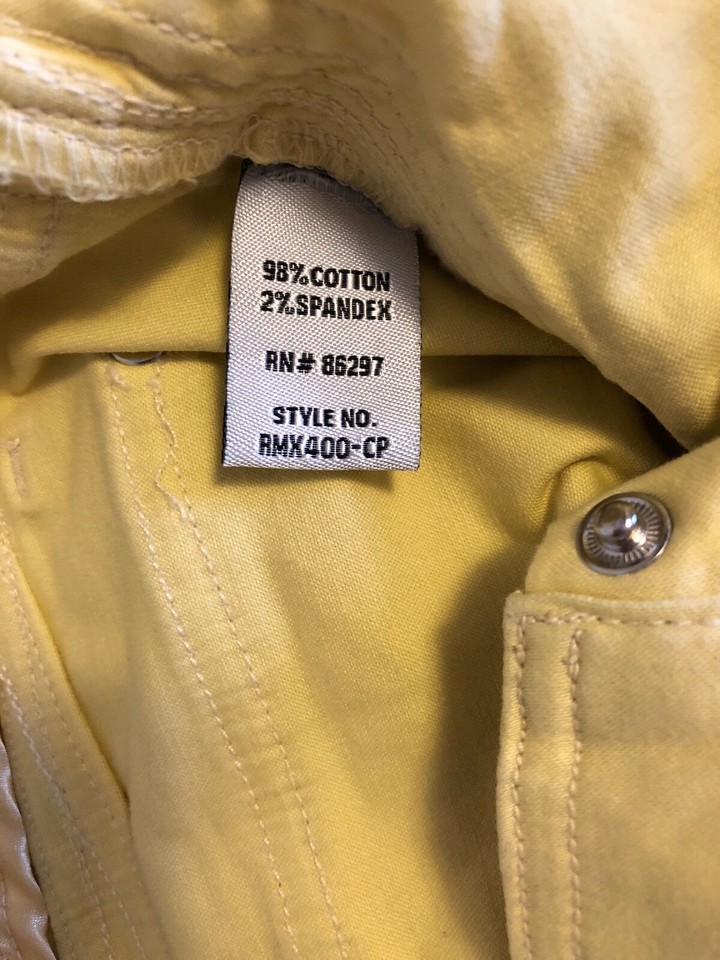 98%COTTON
2%SPANDEX
RN# 86297
STYLE NO.
RMX400-CP